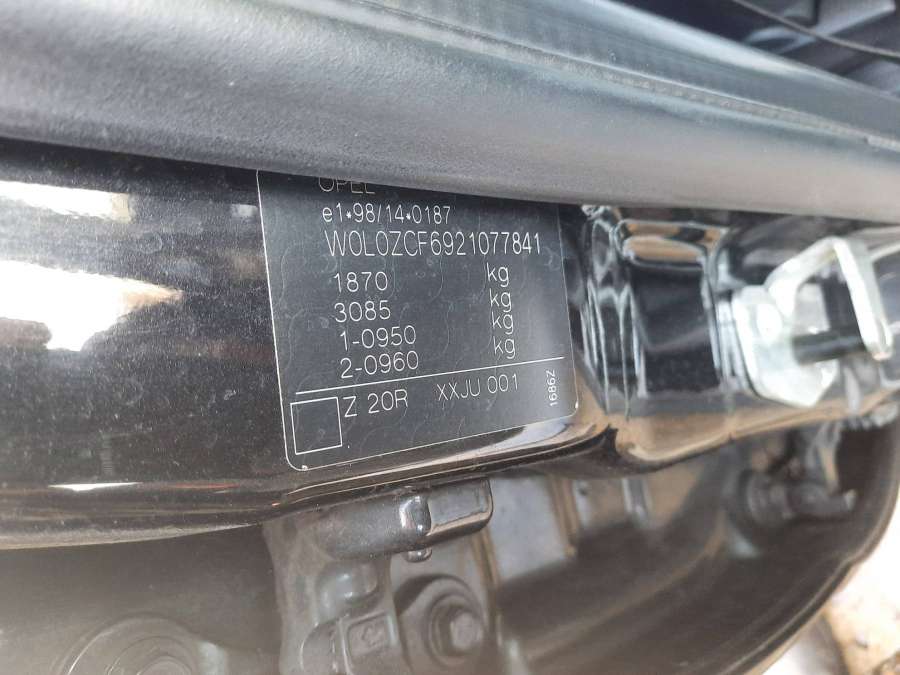 OPEL
e1*98/14*0187
W0L0ZCF6921077841
1870 kg
3085 kg
1-0950 kg
2-0960 kg
Z 20R XXJU 001
1686Z